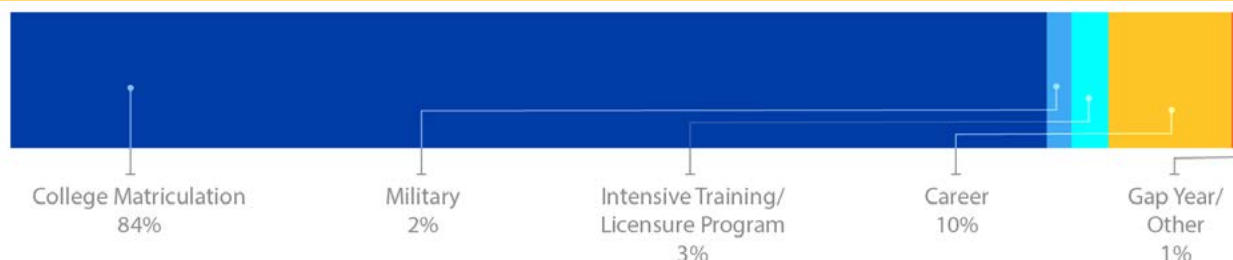 College Matriculation
84%
Military
2%
Intensive Training/
Licensure Program
3%
Career
10%
Gap Year/
Other
1%